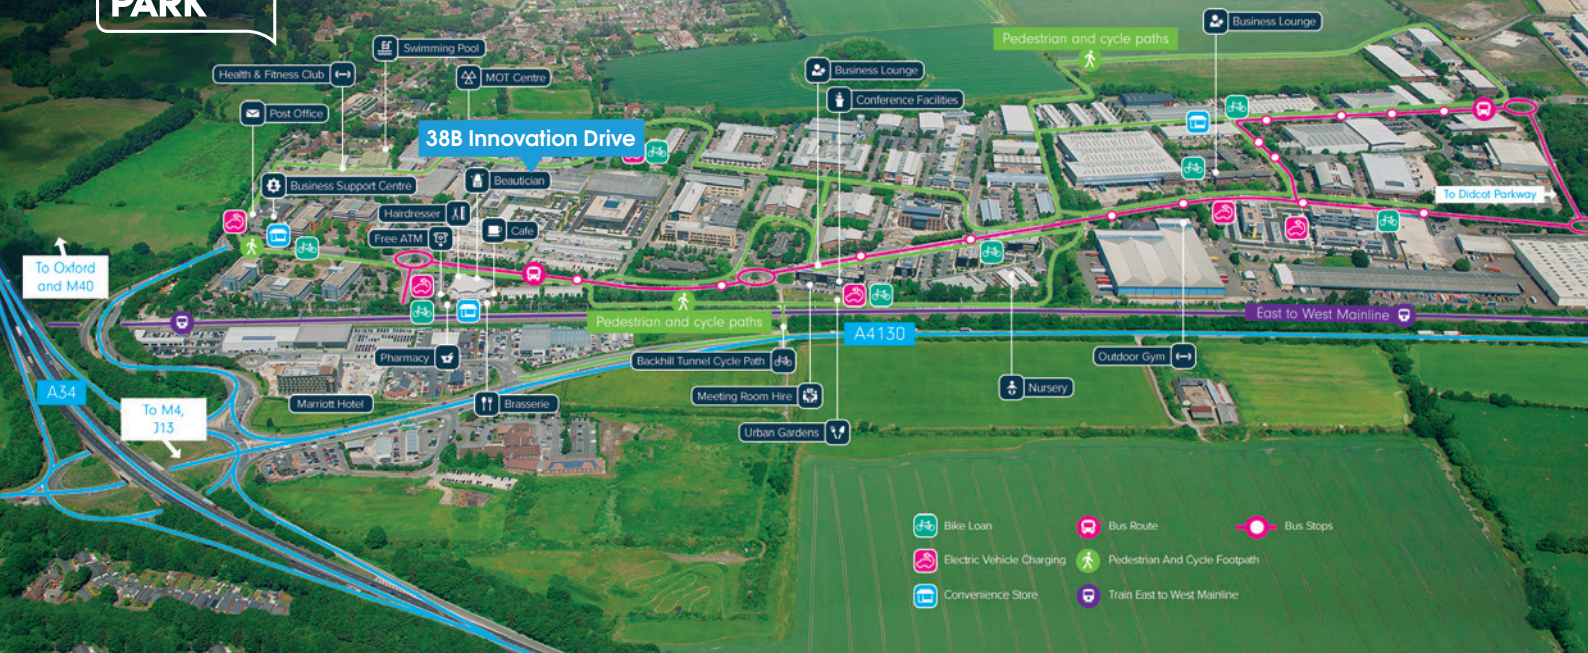 PARK
Swimming Pool
Health & Fitness Club
MOT Centre
Post Office
38B Innovation Drive
Business Lounge
Conference Facilities
Pedestrian and cycle paths
Business Lounge
Business Support Centre
Beautician
Hairdresser
Free ATM
Cafe
To Didcot Parkway
To Oxford
and M40
Pedestrian and cycle paths
East to West Mainline
A4130
Pharmacy
Backhill Tunnel Cycle Path
Outdoor Gym
A34
Marriott Hotel
Brasserie
Meeting Room Hire
Nursery
To M4,
J13
Urban Gardens
Bike Loan
Bus Route
Bus Stops
Electric Vehicle Charging
Pedestrian And Cycle Footpath
Convenience Store
Train East to West Mainline